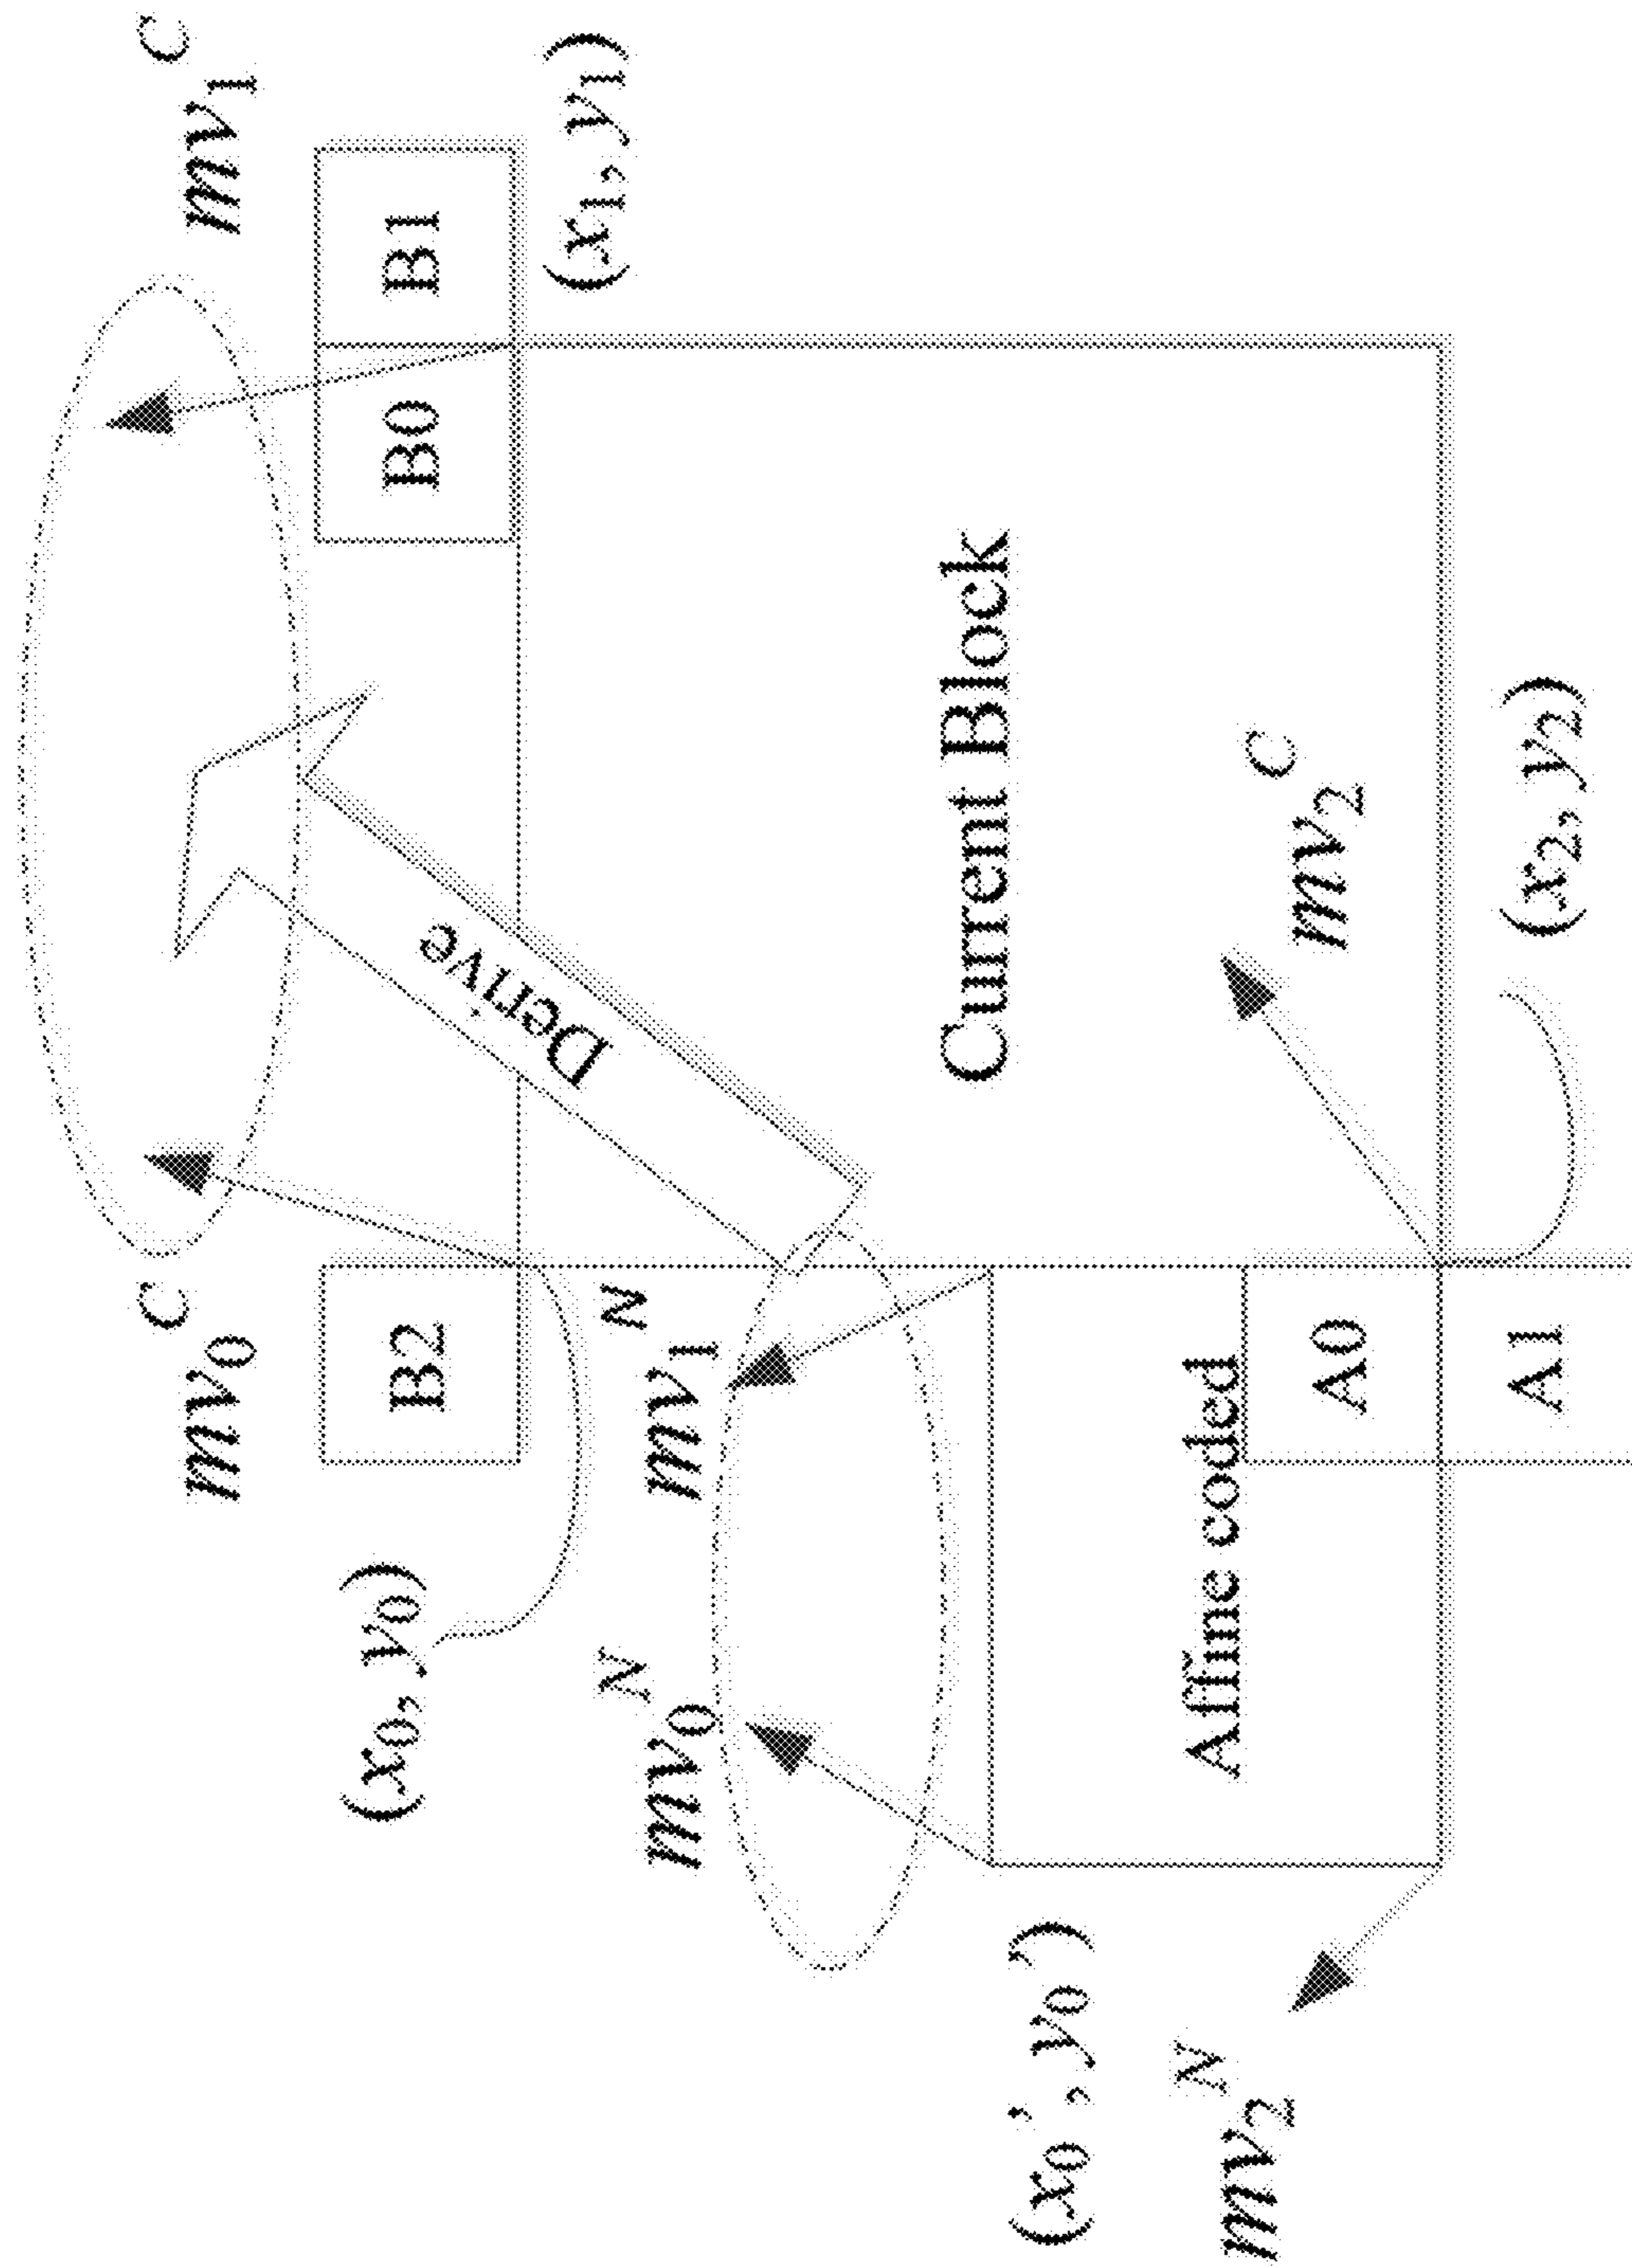 mv₀ᶜ
mv₁ᶜ
(x₀, y₀)
B2
B0
B1
Derive
(x₁, y₁)
mv₀ᴺ
mv₁ᴺ
Current Block
(x₀', y₀')
Affine coded
mv₂ᴺ
mv₂ᶜ
A0
A1
(x₂, y₂)